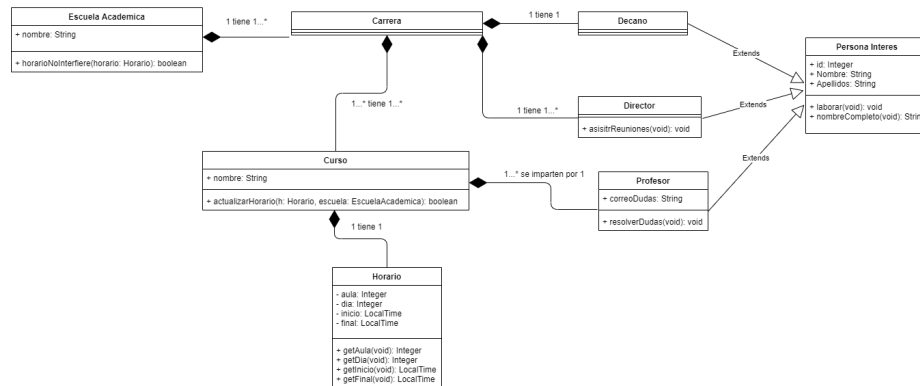 Escuela Academica
+ nombre: String
+ horarioNoInterfiere(horario: Horario): boolean
1 tiene 1...*
Carrera
1 tiene 1
Decano
Extends
Persona Interes
+ id: Integer
+ Nombre: String
+ Apellidos: String
+ laborar(void): void
+ nombreCompleto(void): Strin
1...* tiene 1...*
1 tiene 1...*
Director
+ asisitrReuniones(void): void
Extends
Curso
+ nombre: String
+ actualizarHorario(h: Horario, escuela: EscuelaAcademica): boolean
1...* se imparten por 1
Profesor
+ correoDudas: String
+ resolverDudas(void): void
Extends
1 tiene 1
Horario
- aula: Integer
- dia: Integer
- inicio: LocalTime
- final: LocalTime
+ getAula(void): Integer
+ getDia(void): Integer
+ getInicio(void): LocalTime
+ getFinal(void): LocalTime